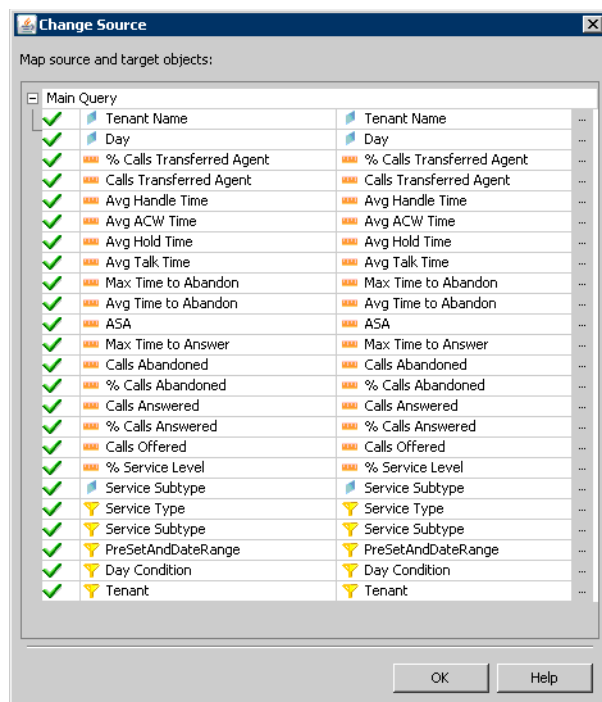 Change Source
Map source and target objects:
Main Query
Tenant Name Tenant Name ...
Day Day ...
% Calls Transferred Agent % Calls Transferred Agent ...
Calls Transferred Agent Calls Transferred Agent ...
Avg Handle Time Avg Handle Time ...
Avg ACW Time Avg ACW Time ...
Avg Hold Time Avg Hold Time ...
Avg Talk Time Avg Talk Time ...
Max Time to Abandon Max Time to Abandon ...
Avg Time to Abandon Avg Time to Abandon ...
ASA ASA ...
Max Time to Answer Max Time to Answer ...
Calls Abandoned Calls Abandoned ...
% Calls Abandoned % Calls Abandoned ...
Calls Answered Calls Answered ...
% Calls Answered % Calls Answered ...
Calls Offered Calls Offered ...
% Service Level % Service Level ...
Service Subtype Service Subtype ...
Service Type Service Type ...
Service Subtype Service Subtype ...
PreSetAndDateRange PreSetAndDateRange ...
Day Condition Day Condition ...
Tenant Tenant ...
OK Help